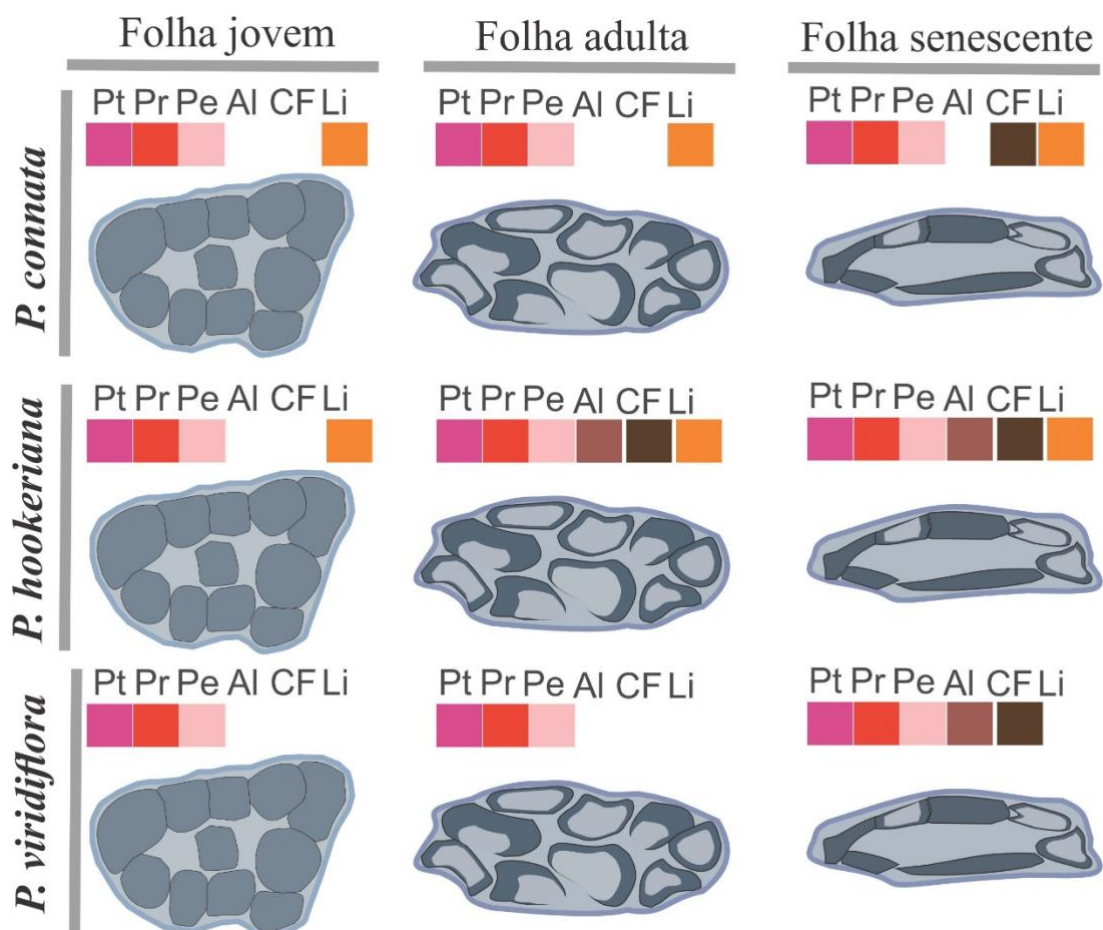 Folha jovem Folha adulta Folha senescente
Pt Pr Pe Al CF Li Pt Pr Pe Al CF Li Pt Pr Pe Al CF Li
P. connata
Pt Pr Pe Al CF Li Pt Pr Pe Al CF Li Pt Pr Pe Al CF Li
P. hookeriana
Pt Pr Pe Al CF Li Pt Pr Pe Al CF Li Pt Pr Pe Al CF Li
P. viridiflora